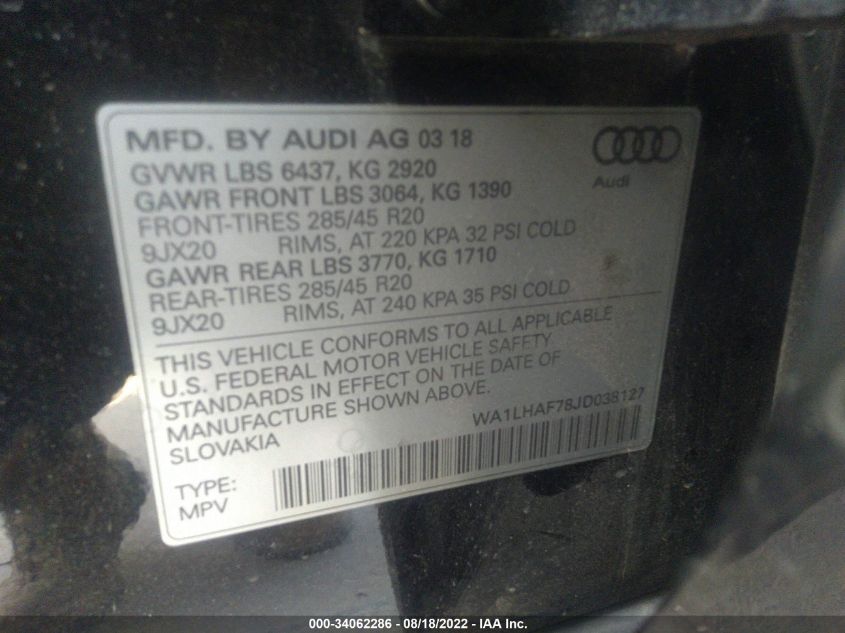 MFD. BY AUDI AG 03 18
GVWR LBS 6437, KG 2920
GAWR FRONT LBS 3064, KG 1390
FRONT-TIRES 285/45 R20
9JX20 RIMS, AT 220 KPA 32 PSI COLD
GAWR REAR LBS 3770, KG 1710
REAR-TIRES 285/45 R20
9JX20 RIMS, AT 240 KPA 35 PSI COLD
Audi
THIS VEHICLE CONFORMS TO ALL APPLICABLE
U.S. FEDERAL MOTOR VEHICLE SAFETY
STANDARDS IN EFFECT ON THE DATE OF
MANUFACTURE SHOWN ABOVE.
SLOVAKIA
WA1LHAF78JD038127
TYPE:
MPV
000-34062286 - 08/18/2022 - WA1INC.